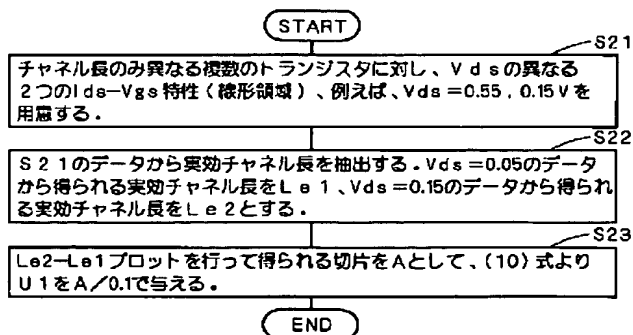 START
S21
チャネル長のみ異なる複数のトランジスタに対し、Vdsの異なる
2つのIds-Vgs特性(線形領域)、例えば、Vds=0.55,0.15Vを
用意する.
S22
S21のデータから実効チャネル長を抽出する.Vds=0.05のデータ
から得られる実効チャネル長をLe1、Vds=0.15のデータから得られ
る実効チャネル長をLe2とする.
S23
Le2-Le1プロットを行って得られる切片をAとして、(10)式より
U1をA/0.1で与える.
END